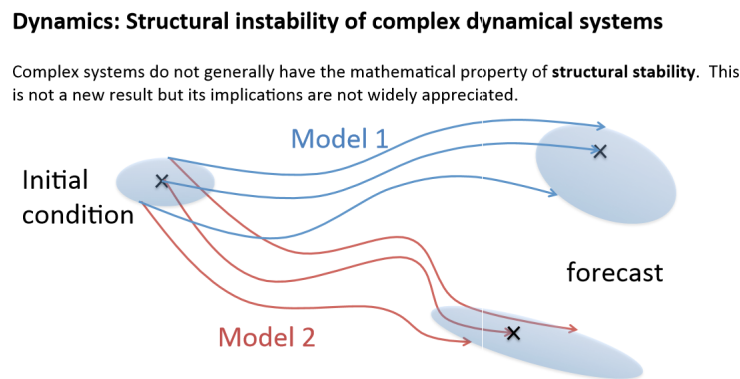 Dynamics: Structural instability of complex dynamical systems
Complex systems do not generally have the mathematical property of structural stability. This
is not a new result but its implications are not widely appreciated.
Model 1
Initial
condition
forecast
Model 2